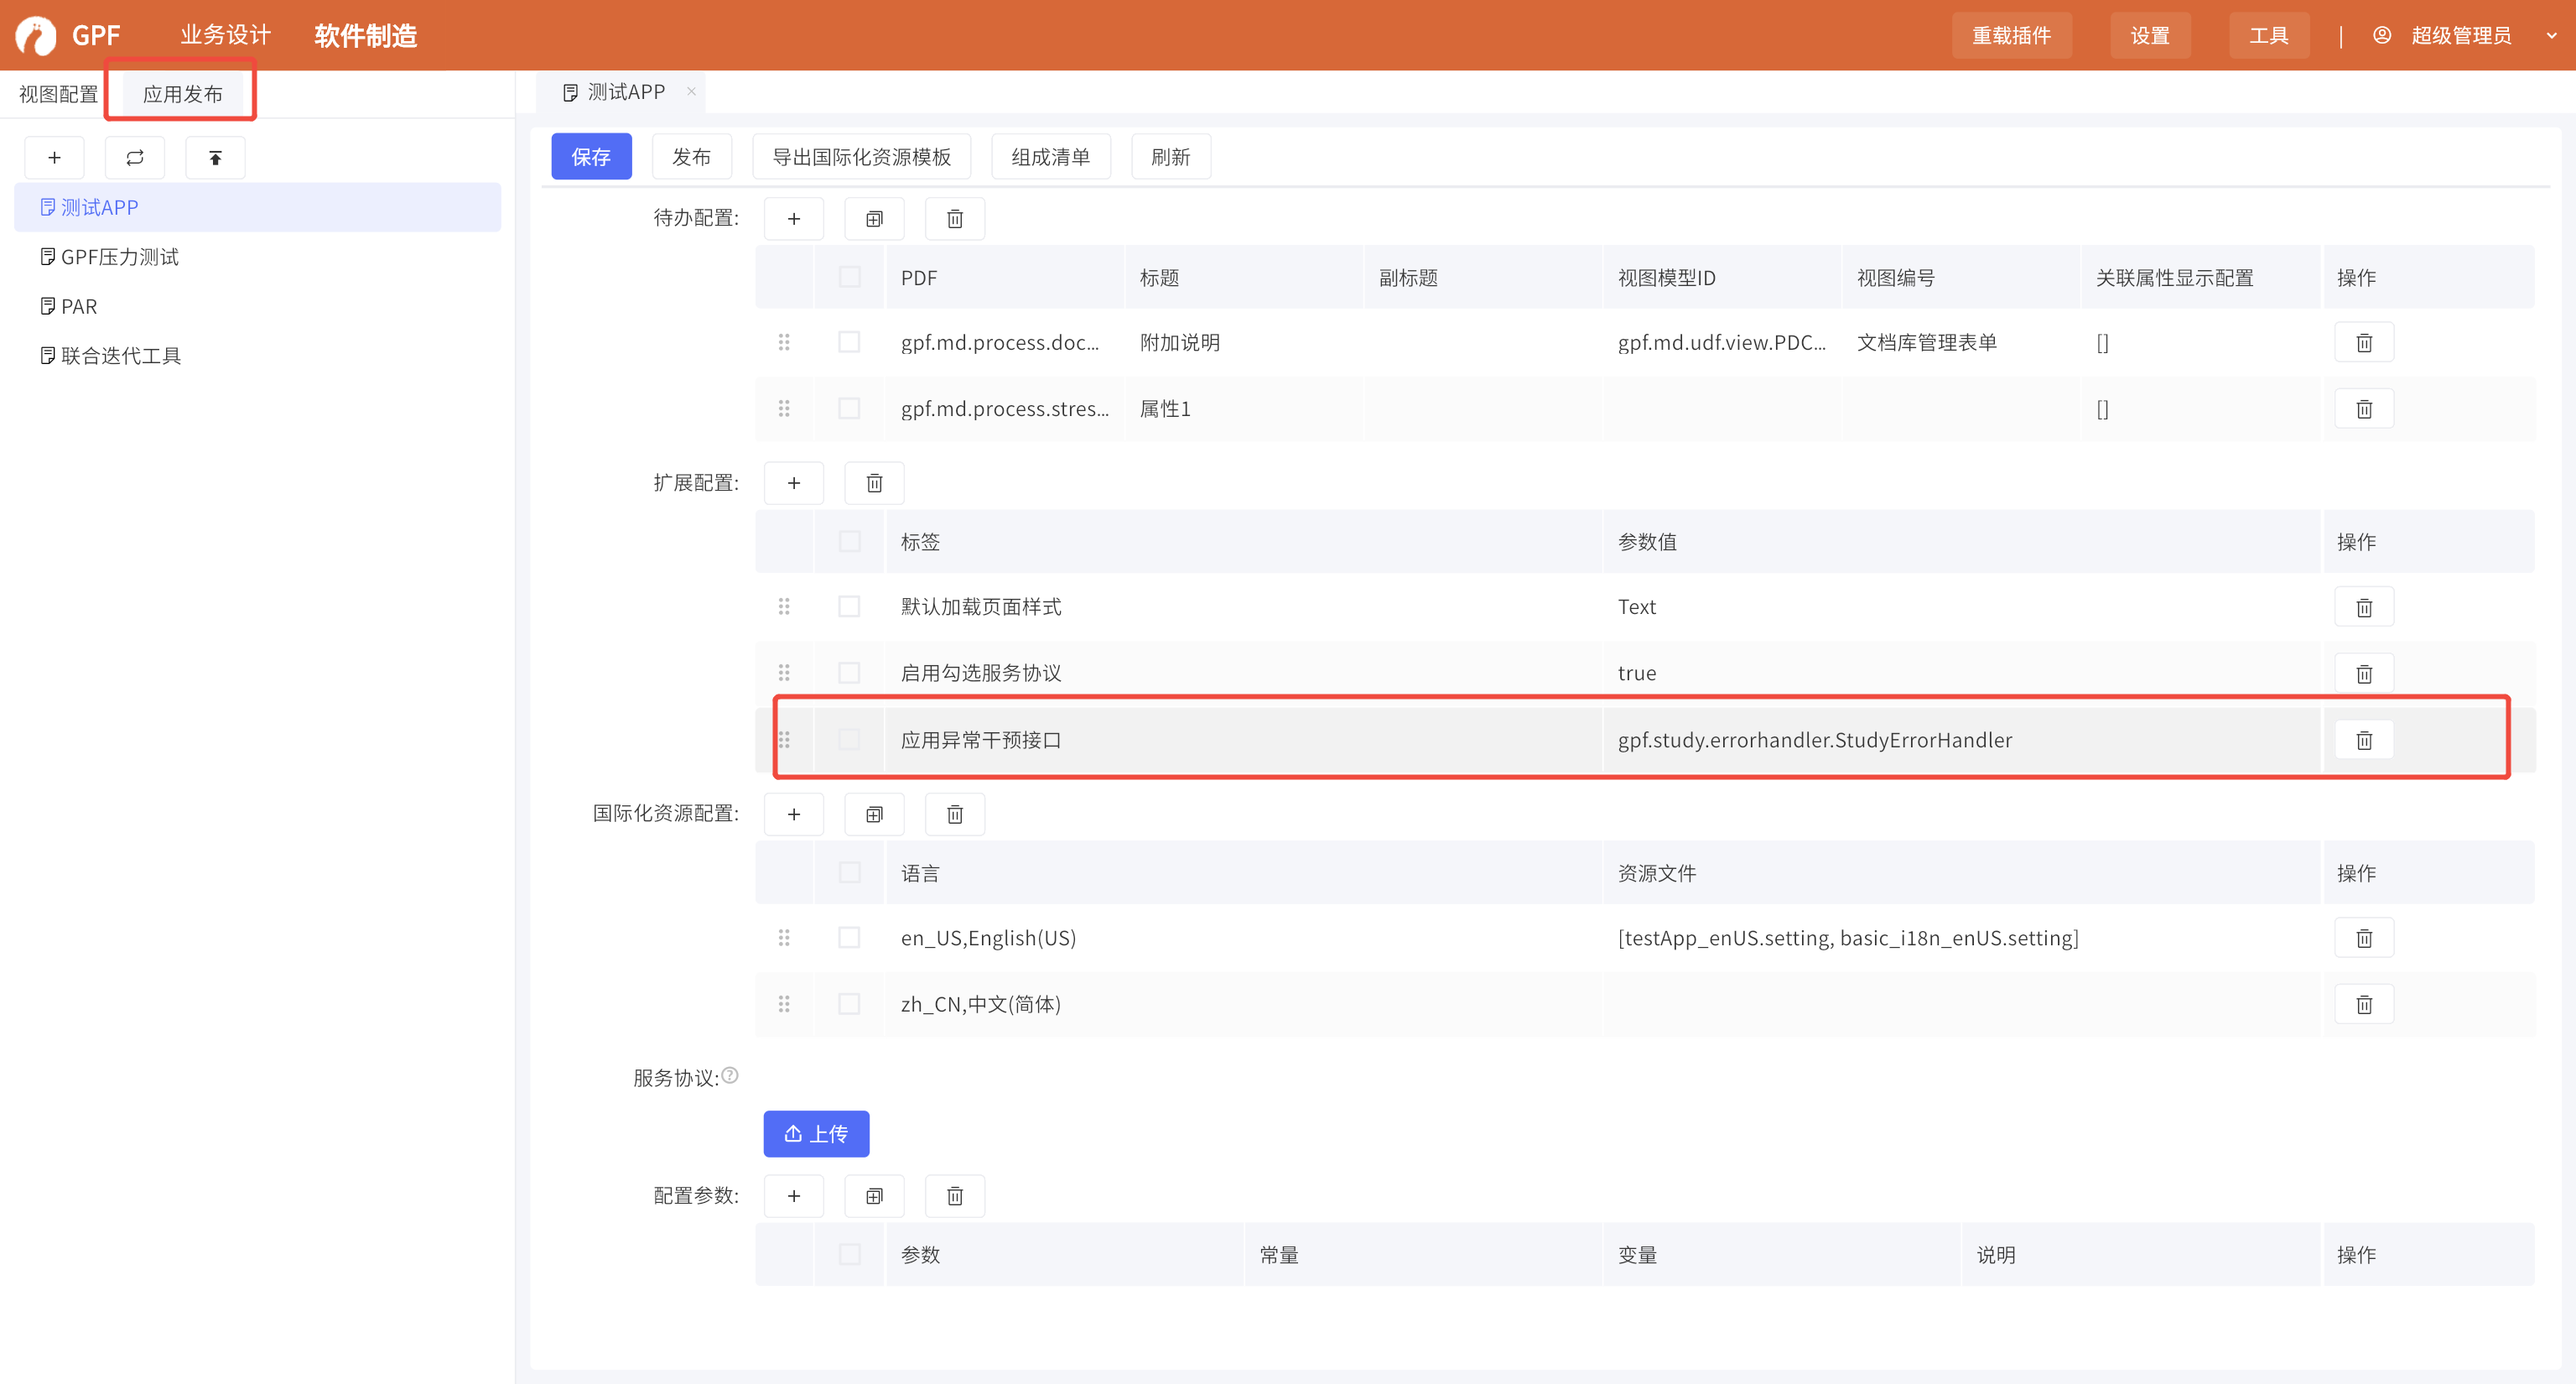 GPF 业务设计 软件制造 重载插件 设置 工具 | 超级管理员
视图配置 应用发布 测试APP ×
保存 发布 导出国际化资源模板 组成清单 刷新
测试APP
GPF压力测试
PAR
联合迭代工具
待办配置:
PDF 标题 副标题 视图模型ID 视图编号 关联属性显示配置 操作
gpf.md.process.doc... 附加说明 gpf.md.udf.view.PDC... 文档库管理表单 []
gpf.md.process.stres... 属性1 []
扩展配置:
标签 参数值 操作
默认加载页面样式 Text
启用勾选服务协议 true
应用异常干预接口 gpf.study.errorhandler.StudyErrorHandler
国际化资源配置:
语言 资源文件 操作
en_US,English(US) [testApp_enUS.setting, basic_i18n_enUS.setting]
zh_CN,中文(简体)
服务协议:?
上传
配置参数:
参数 常量 变量 说明 操作